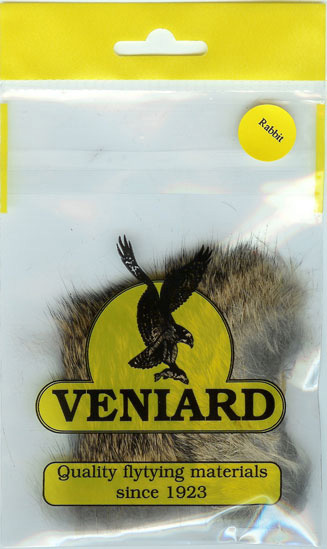 Rabbit
VENIARD
Quality flytying materials
since 1923